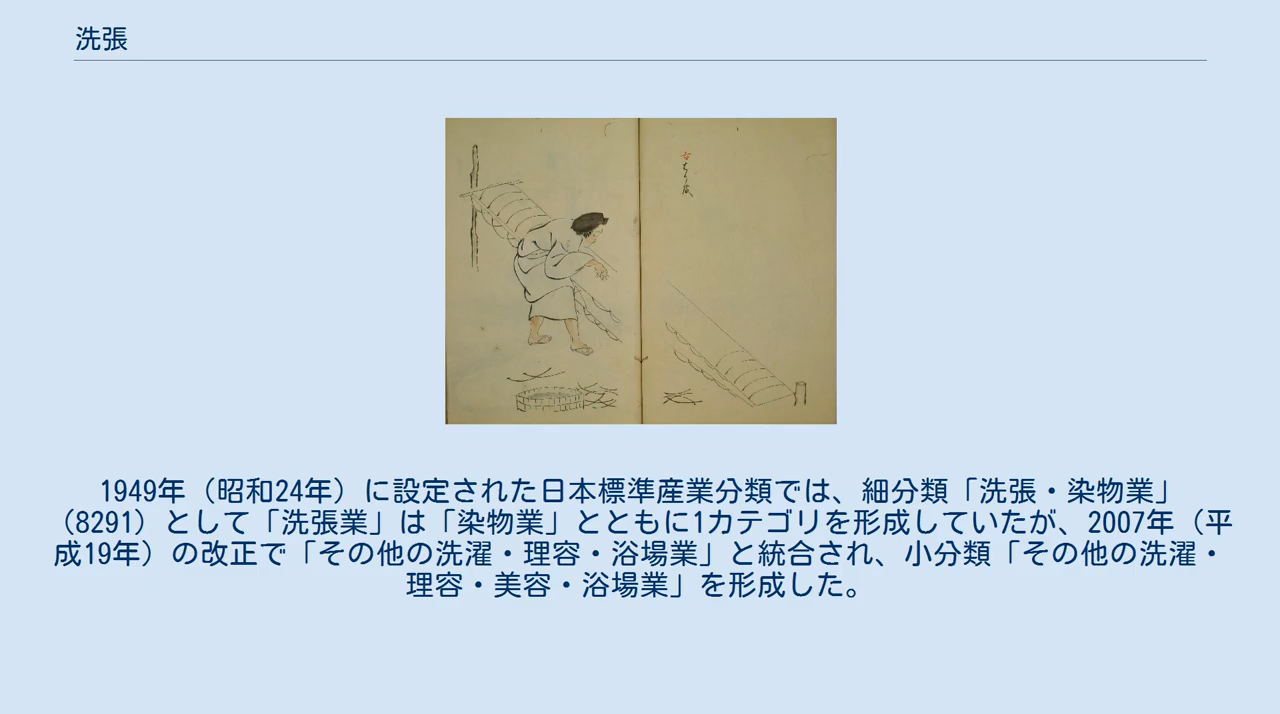 洗張
1949年（昭和24年）に設定された日本標準産業分類では、細分類「洗張・染物業」
（8291）として「洗張業」は「染物業」とともに1カテゴリを形成していたが、2007年（平
成19年）の改正で「その他の洗濯・理容・浴場業」と統合され、小分類「その他の洗濯・
理容・美容・浴場業」を形成した。